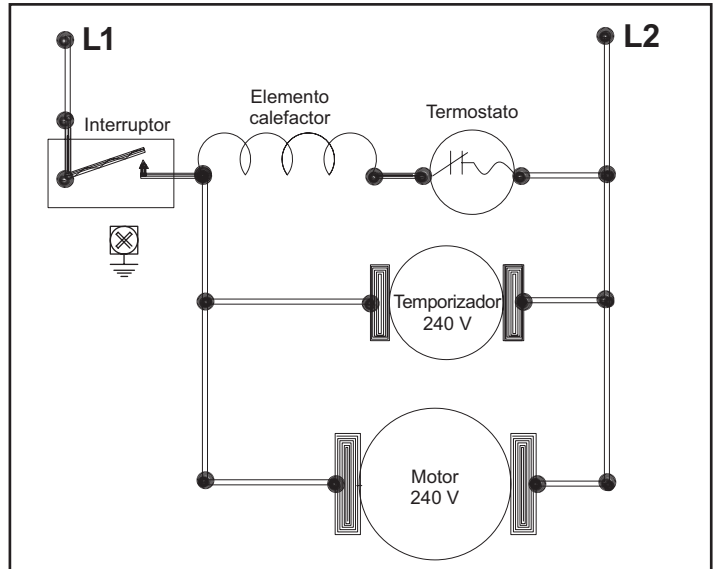 L1
L2
Interruptor
Elemento
calefactor
Termostato
Temporizador
240 V
Motor
240 V